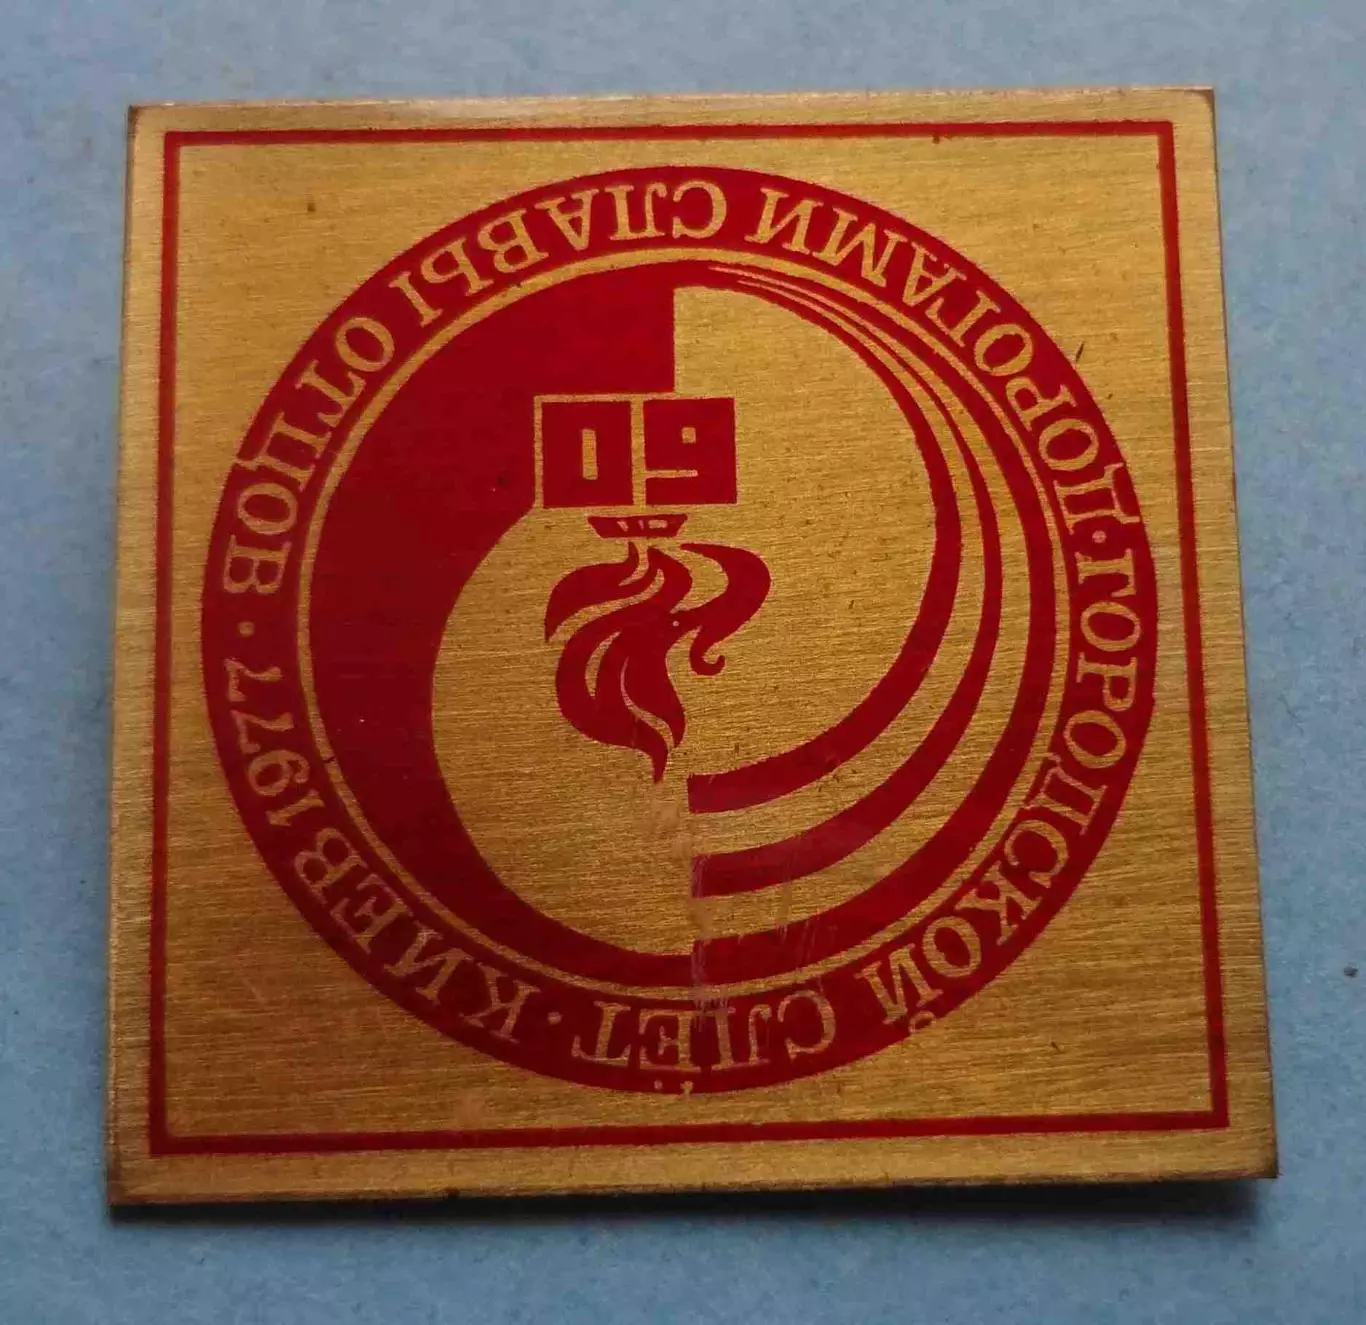 ГОРОДСКОЙ СЛЁТ · КИЕВ 1977 ·
60
ДОРОГАМИ СЛАВЫ ОТЦОВ ·